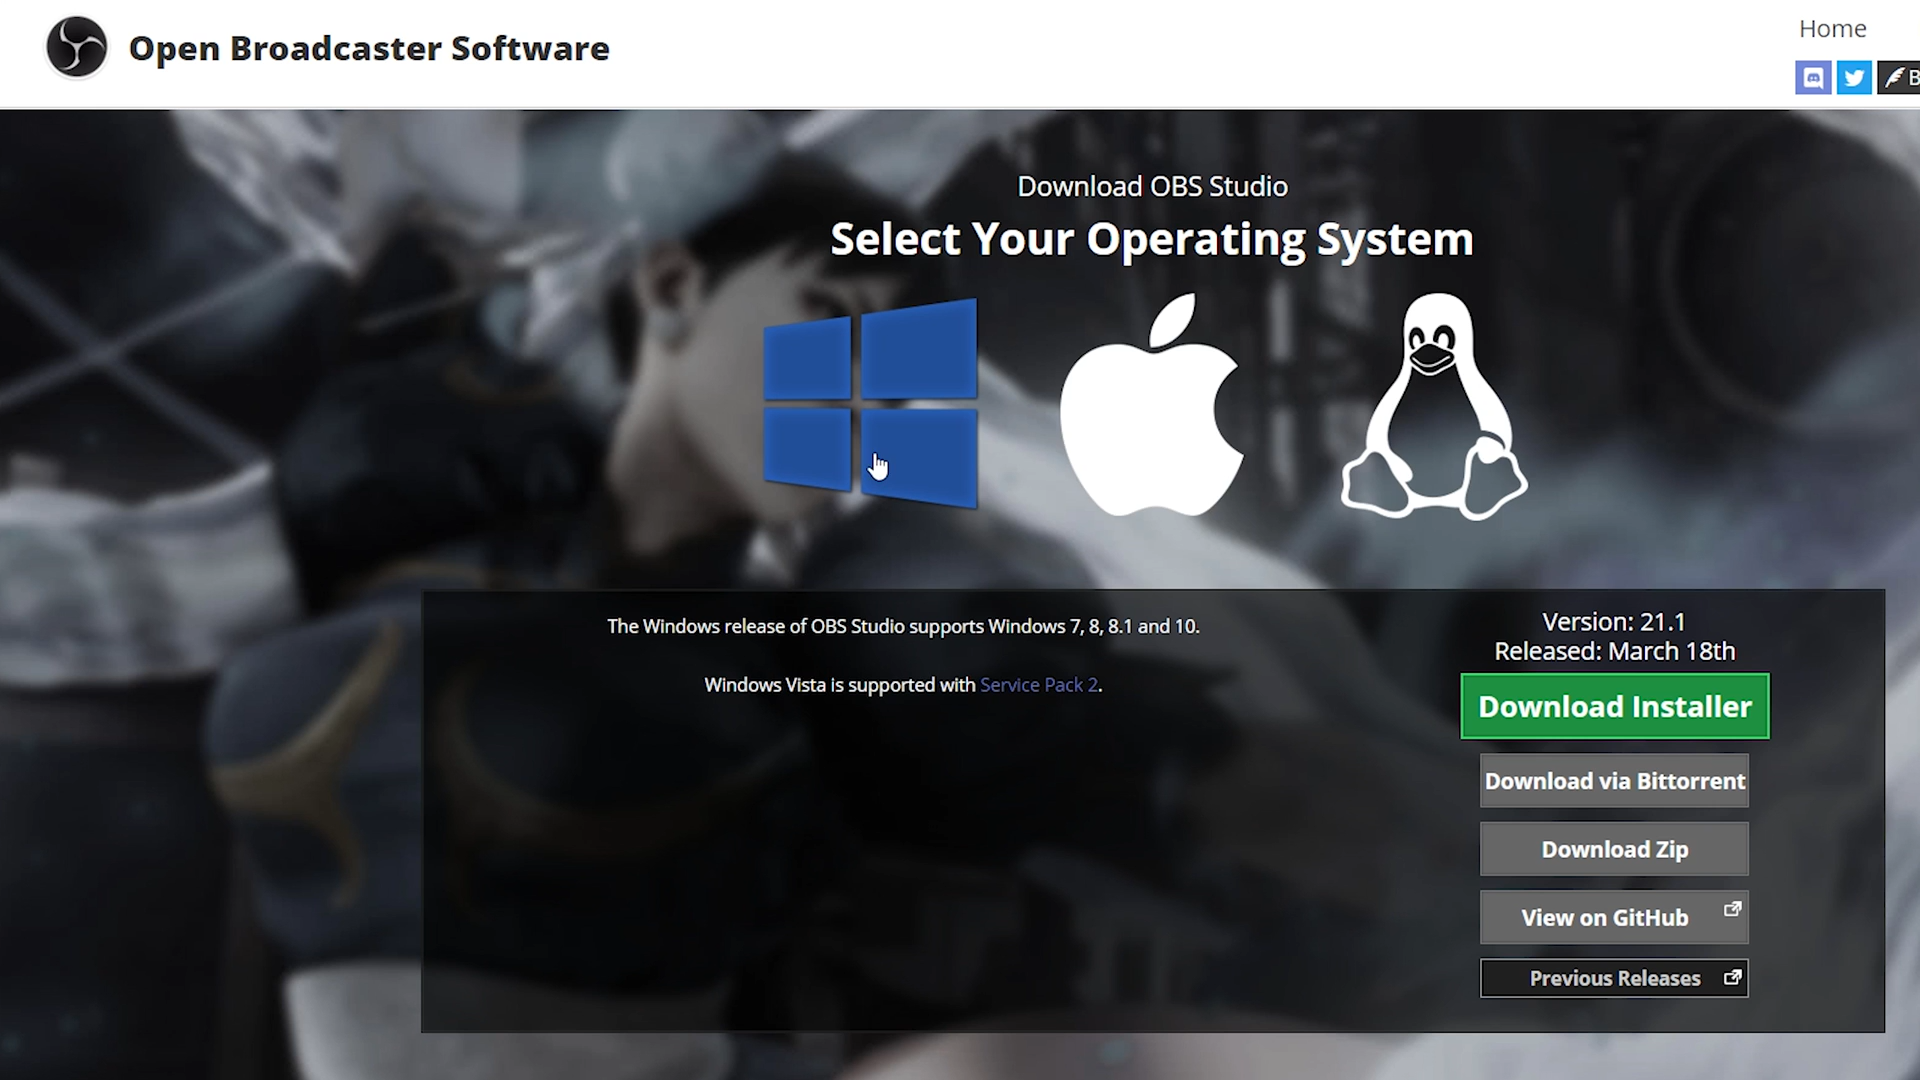 Open Broadcaster Software
Home
B
Download OBS Studio
Select Your Operating System
The Windows release of OBS Studio supports Windows 7, 8, 8.1 and 10.
Windows Vista is supported with Service Pack 2.
Version: 21.1
Released: March 18th
Download Installer
Download via Bittorrent
Download Zip
View on GitHub
Previous Releases